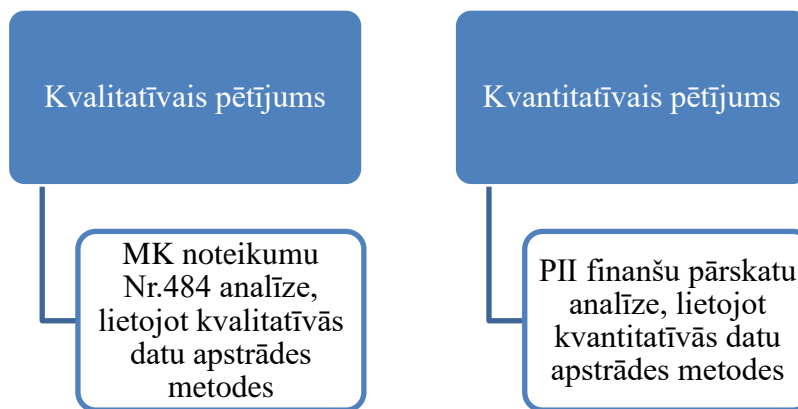 Kvalitatīvais pētījums
MK noteikumu
Nr.484 analīze,
lietojot kvalitatīvās
datu apstrādes
metodes
Kvantitatīvais pētījums
PII finanšu pārskatu
analīze, lietojot
kvantitatīvās datu
apstrādes metodes